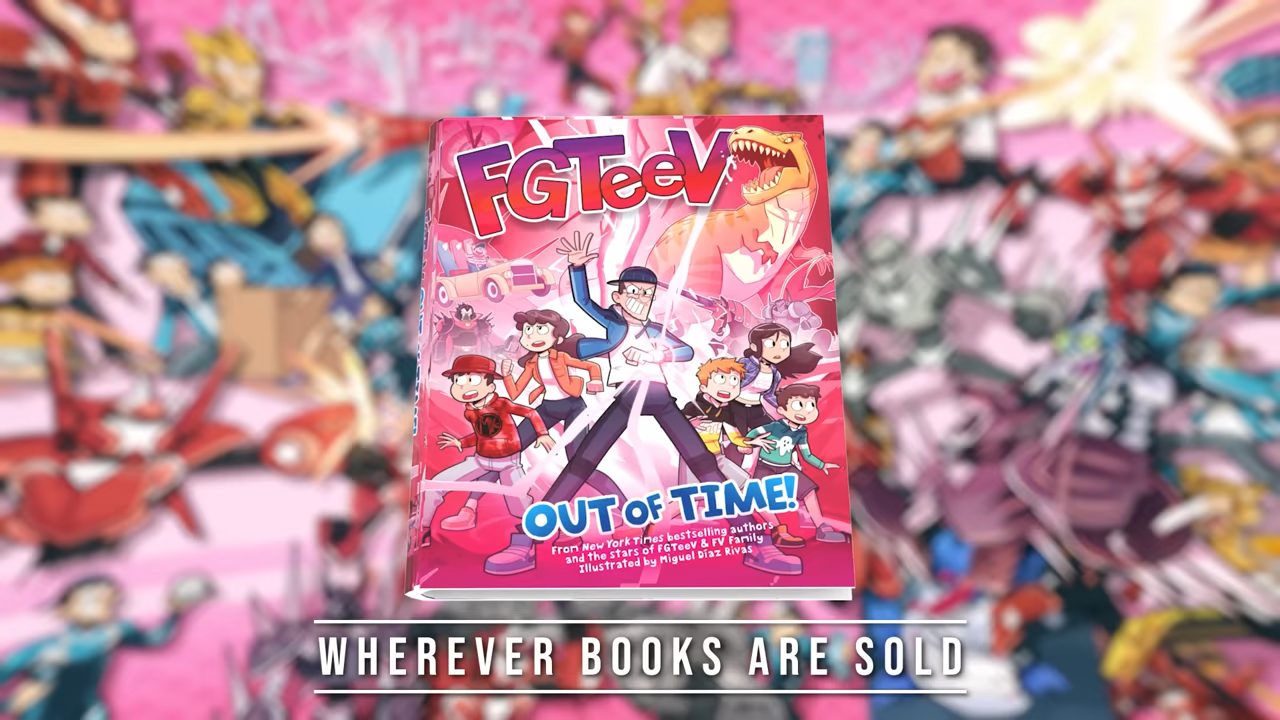 FGTeeV
OUT OF TIME!
From New York Times bestselling authors
and the stars of FGTeeV & FV Family
Illustrated by Miguel Díaz Rivas
WHEREVER BOOKS ARE SOLD